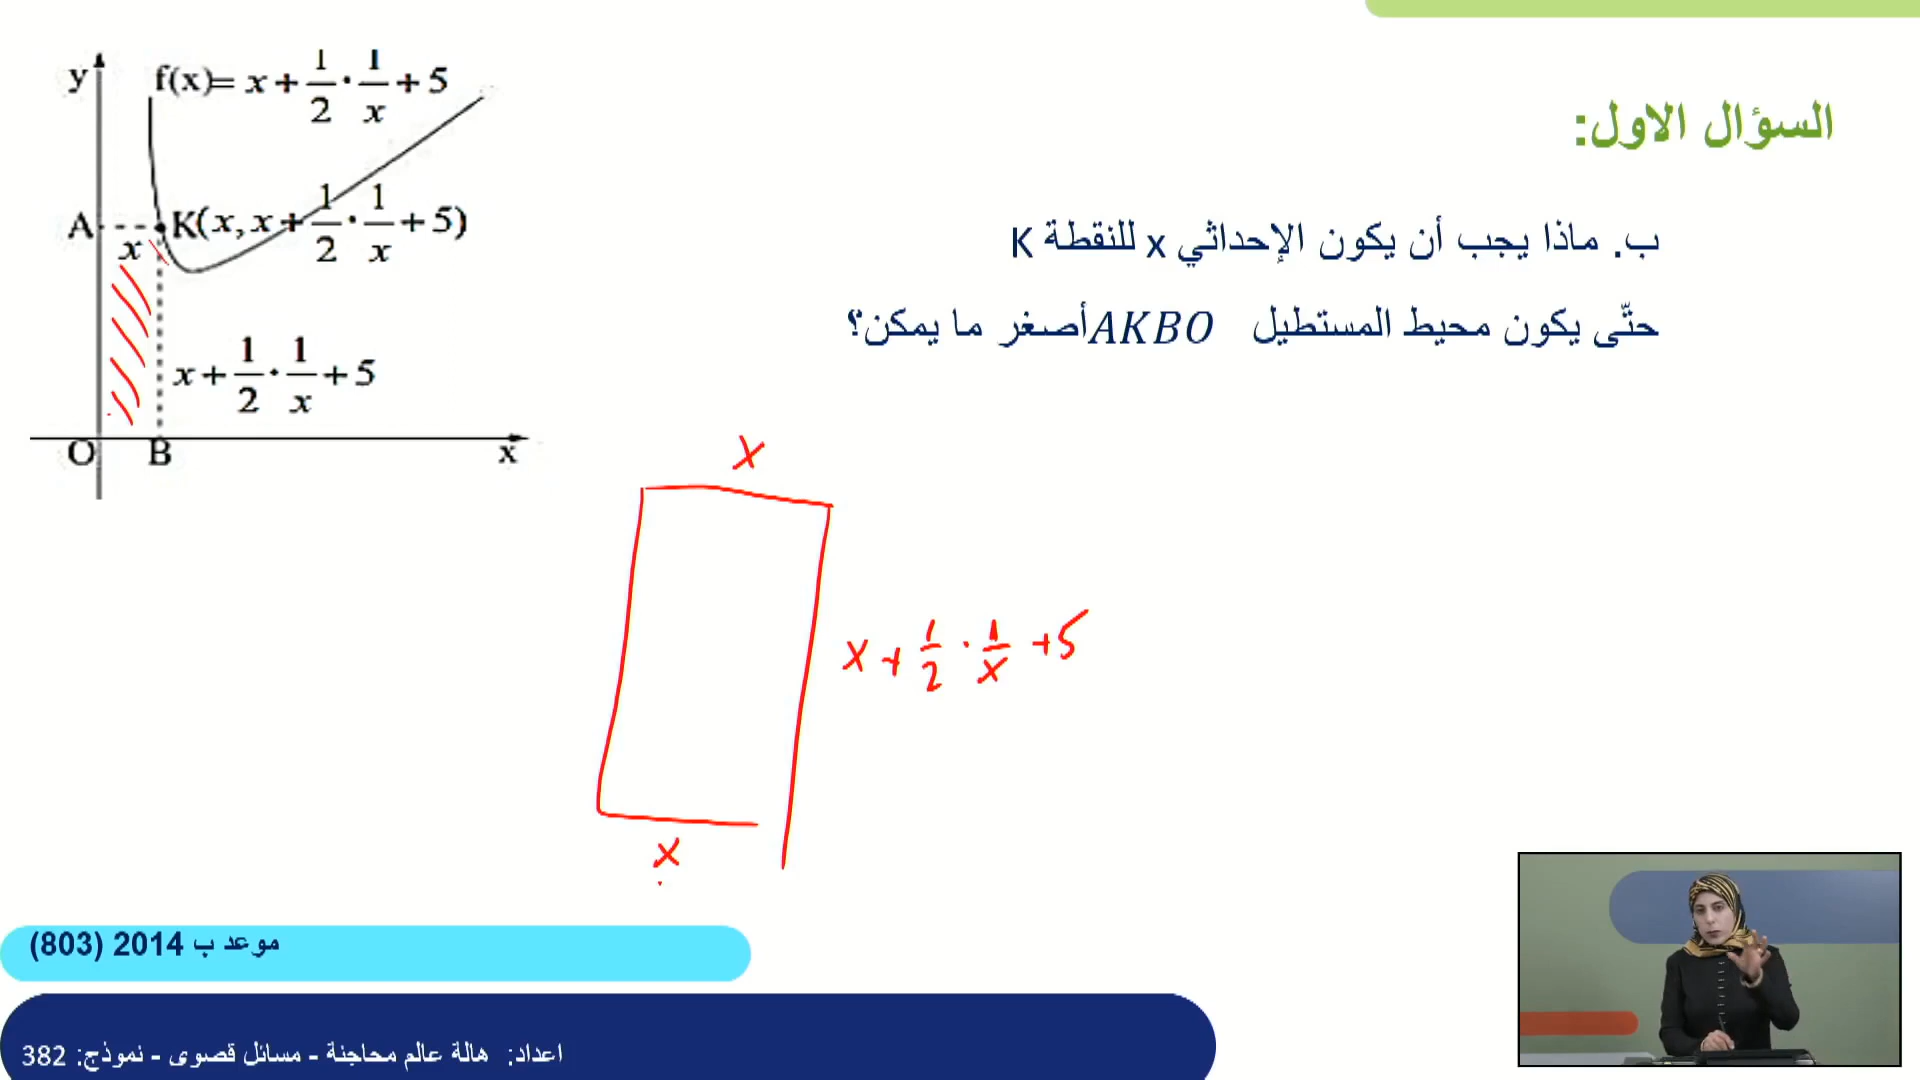 السؤال الاول:
ب. ماذا يجب أن يكون الإحداثي x للنقطة K
حتّى يكون محيط المستطيل AKBO أصغر ما يمكن؟
y
f(x)= x + 1/2 · 1/x + 5
A
K(x, x + 1/2 · 1/x + 5)
x
x + 1/2 · 1/x + 5
O B x
x
x + 1/2 · 1/x + 5
x
موعد ب 2014 (803)
اعداد: هالة عالم محاجنة - مسائل قصوى - نموذج: 382